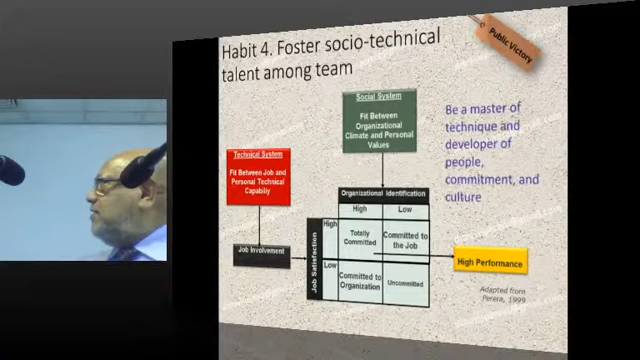 Habit 4. Foster socio-technical
talent among team
Public Victory
Social System
Fit Between
Organizational
Climate and Personal
Values
Be a master of
technique and
developer of
people,
commitment, and
culture
Technical System
Fit Between Job and
Personal Technical
Capabiliy
Organizational Identification
High
Low
Job Satisfaction
High
Totally
Committed
Committed to
the Job
Job Involvement
Low
Committed to
Organization
Uncommitted
High Performance
Adapted from
Perera, 1999